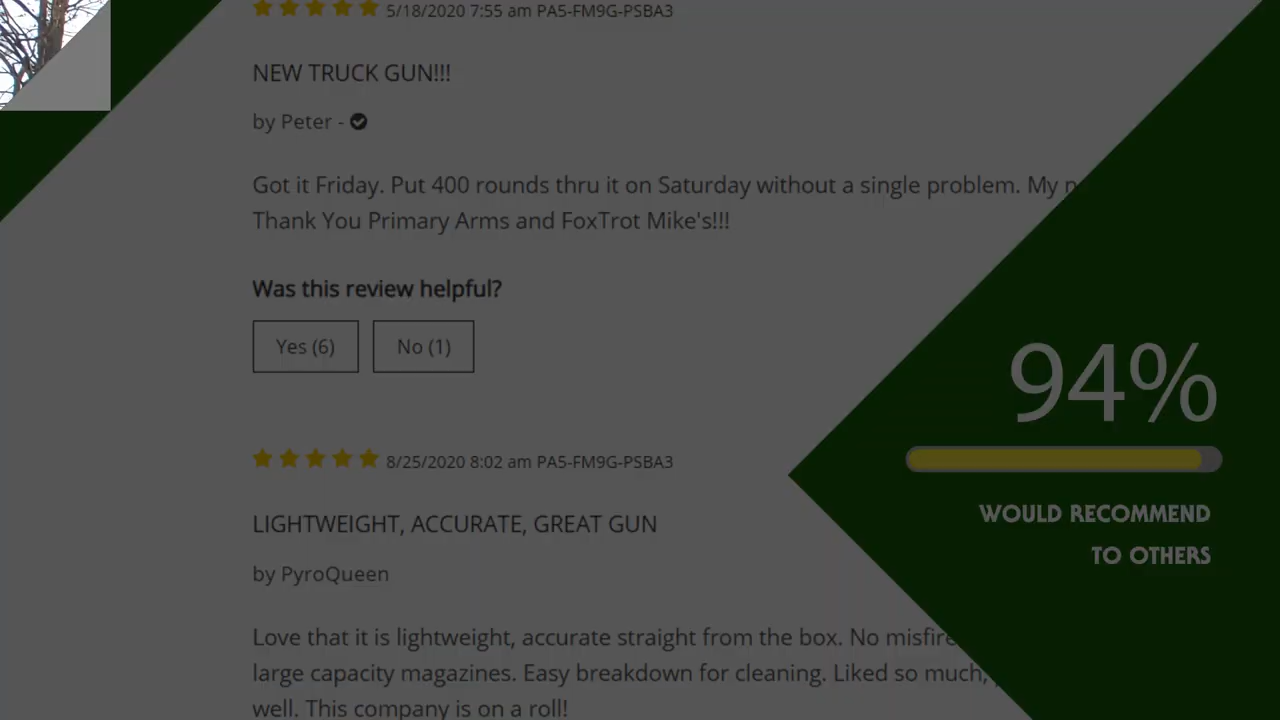 5/18/2020 7:55 am PA5-FM9G-PSBA3
NEW TRUCK GUN!!!
by Peter -
Got it Friday. Put 400 rounds thru it on Saturday without a single problem. My
Thank You Primary Arms and FoxTrot Mike's!!!
Was this review helpful?
Yes (6)
No (1)
94%
WOULD RECOMMEND
TO OTHERS
8/25/2020 8:02 am PA5-FM9G-PSBA3
LIGHTWEIGHT, ACCURATE, GREAT GUN
by PyroQueen
Love that it is lightweight, accurate straight from the box. No
large capacity magazines. Easy breakdown for cleaning. Liked so much,
well. This company is on a roll!